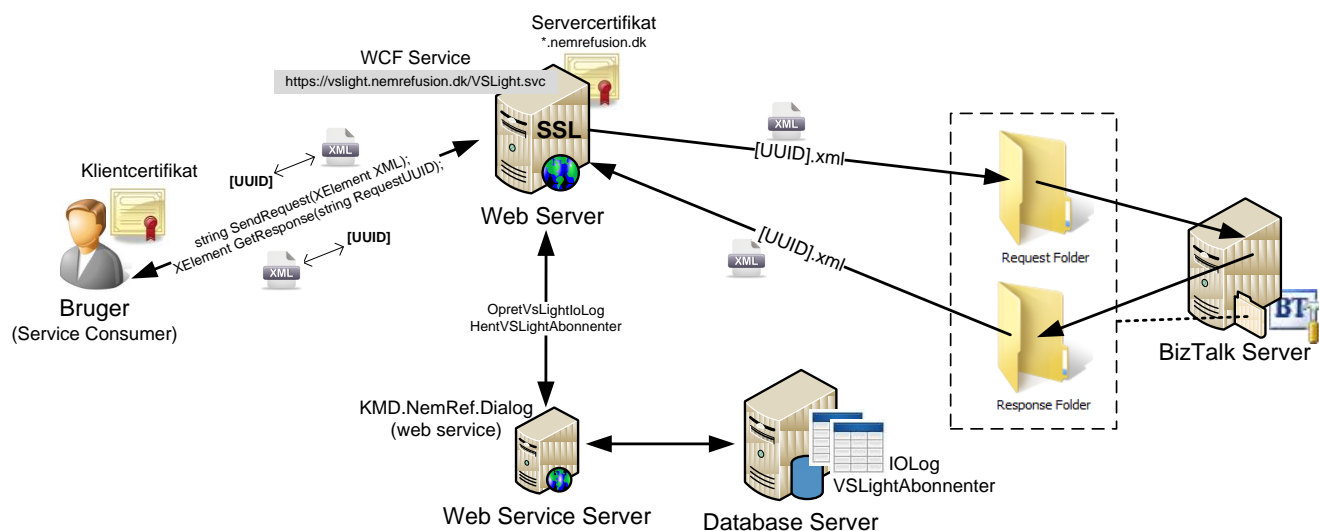 Servercertifikat
*.nemrefusion.dk
WCF Service
https://vslight.nemrefusion.dk/VSLight.svc
SSL
Web Server
XML
[UUID]
Klientcertifikat
string SendRequest(XElement XML);
XElement GetResponse(string RequestUUID);
[UUID]
XML
Bruger
(Service Consumer)
XML
[UUID].xml
[UUID].xml
XML
Request Folder
Response Folder
BT
BizTalk Server
OpretVsLightIoLog
HentVSLightAbonnenter
KMD.NemRef.Dialog
(web service)
Web Service Server
IOLog
VSLightAbonnenter
Database Server